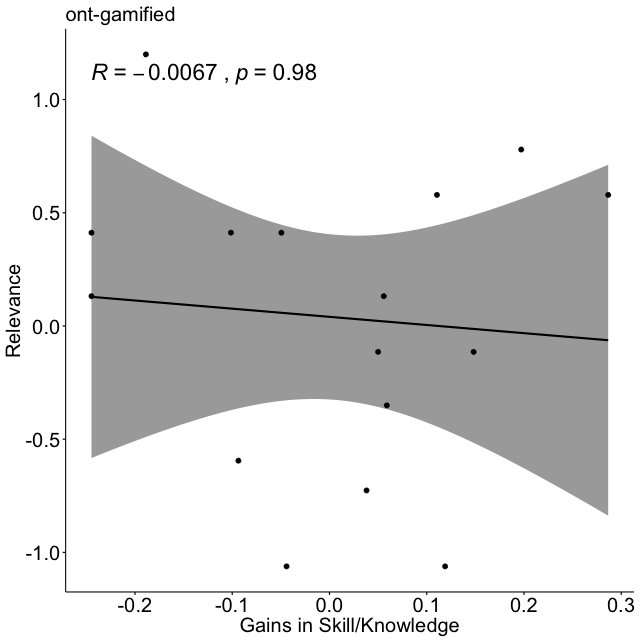 ont-gamified
R = −0.0067 , p = 0.98
1.0
0.5
0.0
-0.5
-1.0
Relevance
-0.2 -0.1 0.0 0.1 0.2 0.3
Gains in Skill/Knowledge